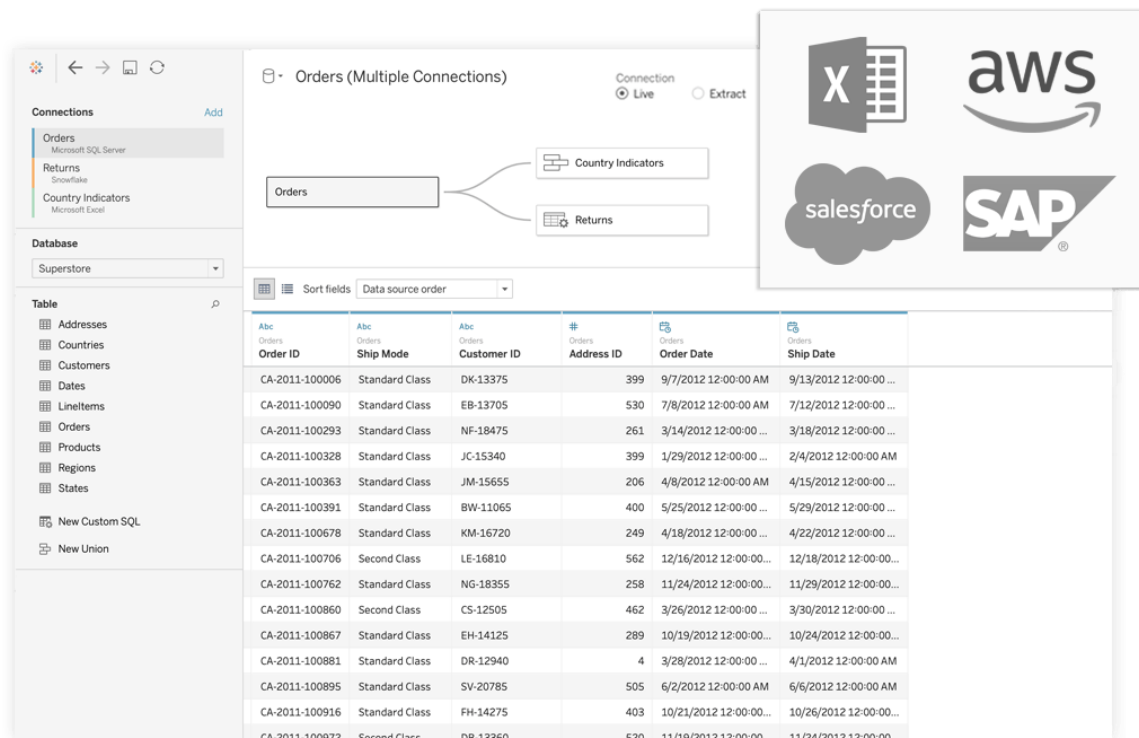 Orders (Multiple Connections)
Connection
Live
Extract
X
aws
salesforce
SAP
®
Connections
Add
Orders
Microsoft SQL Server
Returns
Snowflake
Country Indicators
Microsoft Excel
Database
Superstore
Table
Addresses
Countries
Customers
Dates
LineItems
Orders
Products
Regions
States
New Custom SQL
New Union
Orders
Country Indicators
Returns
Sort fields Data source order
Abc Abc Abc #
Orders Orders Orders Orders Orders Orders
Order ID Ship Mode Customer ID Address ID Order Date Ship Date
CA-2011-100006 Standard Class DK-13375 399 9/7/2012 12:00:00 AM 9/13/2012 12:00:00 ...
CA-2011-100090 Standard Class EB-13705 530 7/8/2012 12:00:00 AM 7/12/2012 12:00:00 ...
CA-2011-100293 Standard Class NF-18475 261 3/14/2012 12:00:00 ... 3/18/2012 12:00:00 ...
CA-2011-100328 Standard Class JC-15340 399 1/29/2012 12:00:00 ... 2/4/2012 12:00:00 AM
CA-2011-100363 Standard Class JM-15655 206 4/8/2012 12:00:00 AM 4/15/2012 12:00:00 ...
CA-2011-100391 Standard Class BW-11065 400 5/25/2012 12:00:00 ... 5/29/2012 12:00:00 ...
CA-2011-100678 Standard Class KM-16720 249 4/18/2012 12:00:00 ... 4/22/2012 12:00:00 ...
CA-2011-100706 Second Class LE-16810 562 12/16/2012 12:00:00... 12/18/2012 12:00:00...
CA-2011-100762 Standard Class NG-18355 258 11/24/2012 12:00:00... 11/29/2012 12:00:00...
CA-2011-100860 Second Class CS-12505 462 3/26/2012 12:00:00 ... 3/30/2012 12:00:00 ...
CA-2011-100867 Standard Class EH-14125 289 10/19/2012 12:00:00... 10/24/2012 12:00:00...
CA-2011-100881 Standard Class DR-12940 4 3/28/2012 12:00:00 ... 4/1/2012 12:00:00 AM
CA-2011-100895 Standard Class SV-20785 505 6/2/2012 12:00:00 AM 6/6/2012 12:00:00 AM
CA-2011-100916 Standard Class FH-14275 403 10/21/2012 12:00:00... 10/26/2012 12:00:00...